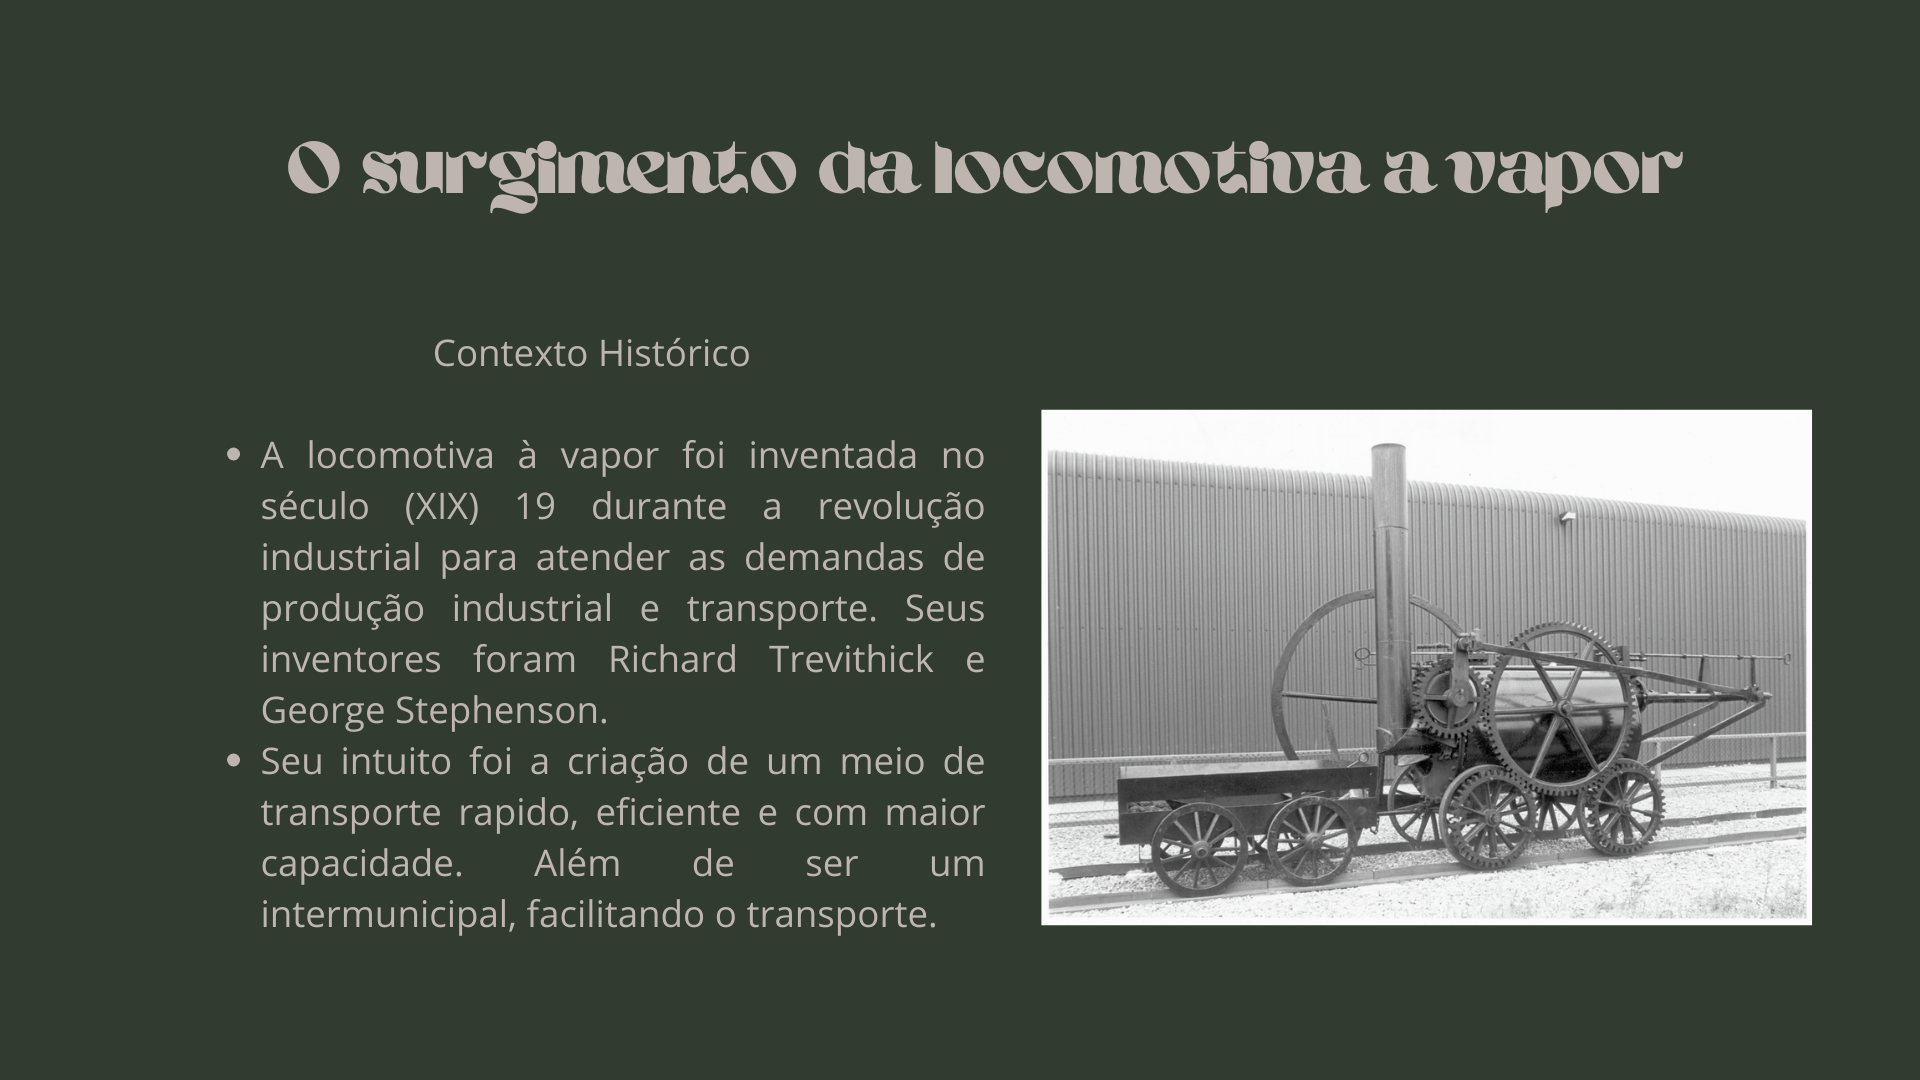 O surgimento da locomotiva a vapor
Contexto Histórico
• A locomotiva à vapor foi inventada no
século (XIX) 19 durante a revolução
industrial para atender as demandas de
produção industrial e transporte. Seus
inventores foram Richard Trevithick e
George Stephenson.
• Seu intuito foi a criação de um meio de
transporte rapido, eficiente e com maior
capacidade. Além de ser um
intermunicipal, facilitando o transporte.